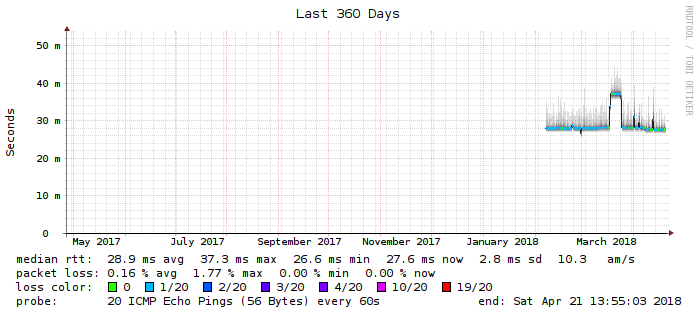 Last 360 Days
RRDTOOL / TOBI OETIKER
Seconds
50 m
40 m
30 m
20 m
10 m
0
May 2017 July 2017 September 2017 November 2017 January 2018 March 2018
median rtt: 28.9 ms avg 37.3 ms max 26.6 ms min 27.6 ms now 2.8 ms sd 10.3 am/s
packet loss: 0.16 % avg 1.77 % max 0.00 % min 0.00 % now
loss color: 0 1/20 2/20 3/20 4/20 10/20 19/20
probe: 20 ICMP Echo Pings (56 Bytes) every 60s end: Sat Apr 21 13:55:03 2018